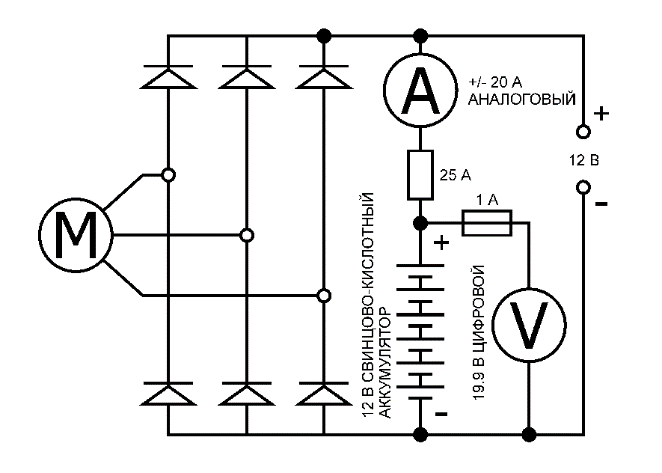 A
+/- 20 А
АНАЛОГОВЫЙ
+
12 В
-
25 А
1 А
M
+
12 В СВИНЦОВО-КИСЛОТНЫЙ
АККУМУЛЯТОР
19.9 В ЦИФРОВОЙ
V
-